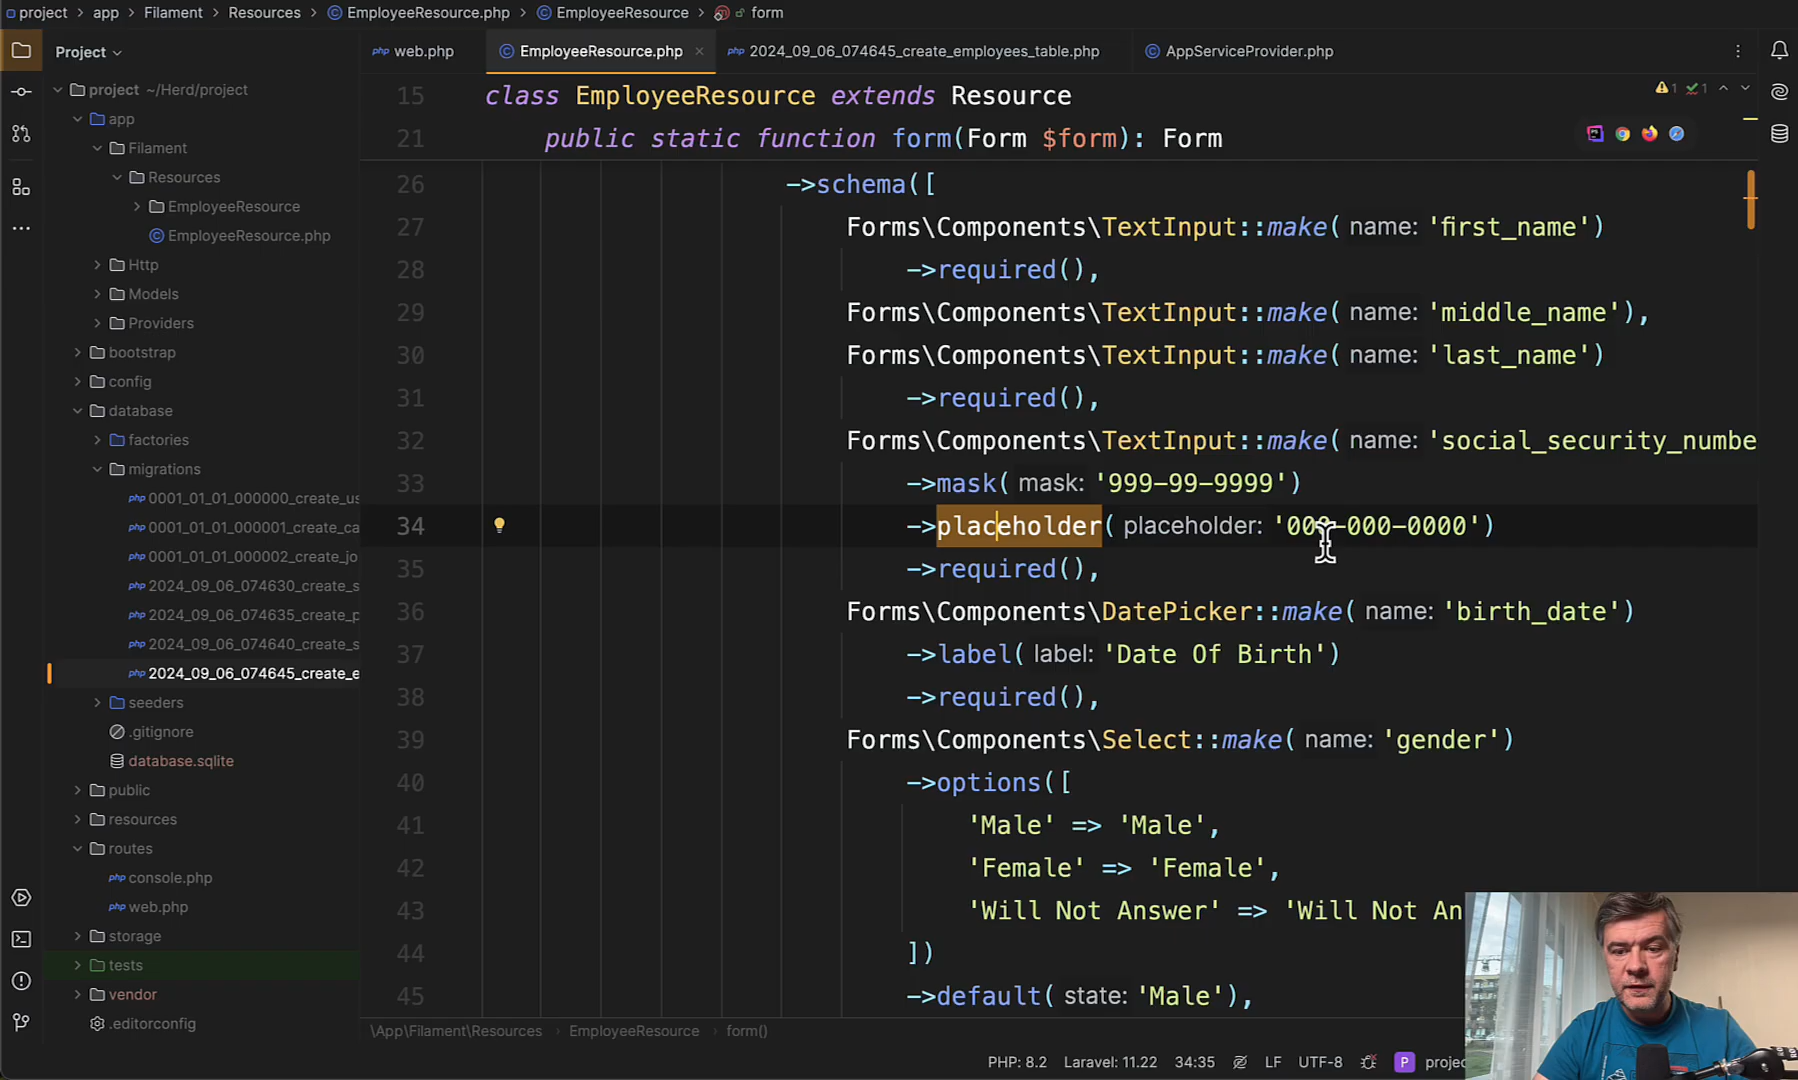 project > app > Filament > Resources > EmployeeResource.php > EmployeeResource > form
Project
web.php
EmployeeResource.php
2024_09_06_074645_create_employees_table.php
AppServiceProvider.php
project ~/Herd/project
app
Filament
Resources
EmployeeResource
EmployeeResource.php
Http
Models
Providers
bootstrap
config
database
factories
migrations
0001_01_01_000000_create_us
0001_01_01_000001_create_ca
0001_01_01_000002_create_jo
2024_09_06_074630_create_s
2024_09_06_074635_create_p
2024_09_06_074640_create_s
2024_09_06_074645_create_e
seeders
.gitignore
database.sqlite
public
resources
routes
console.php
web.php
storage
tests
vendor
.editorconfig
15 class EmployeeResource extends Resource
21 public static function form(Form $form): Form
26 ->schema([
27 Forms\Components\TextInput::make( name: 'first_name')
28 ->required(),
29 Forms\Components\TextInput::make( name: 'middle_name'),
30 Forms\Components\TextInput::make( name: 'last_name')
31 ->required(),
32 Forms\Components\TextInput::make( name: 'social_security_numbe
33 ->mask( mask: '999-99-9999')
34 ->placeholder( placeholder: '000-000-0000')
35 ->required(),
36 Forms\Components\DatePicker::make( name: 'birth_date')
37 ->label( label: 'Date Of Birth')
38 ->required(),
39 Forms\Components\Select::make( name: 'gender')
40 ->options([
41 'Male' => 'Male',
42 'Female' => 'Female',
43 'Will Not Answer' => 'Will Not An
44 ])
45 ->default( state: 'Male'),
1 1
\App\Filament\Resources EmployeeResource form()
PHP: 8.2 Laravel: 11.22 34:35 LF UTF-8 P projec